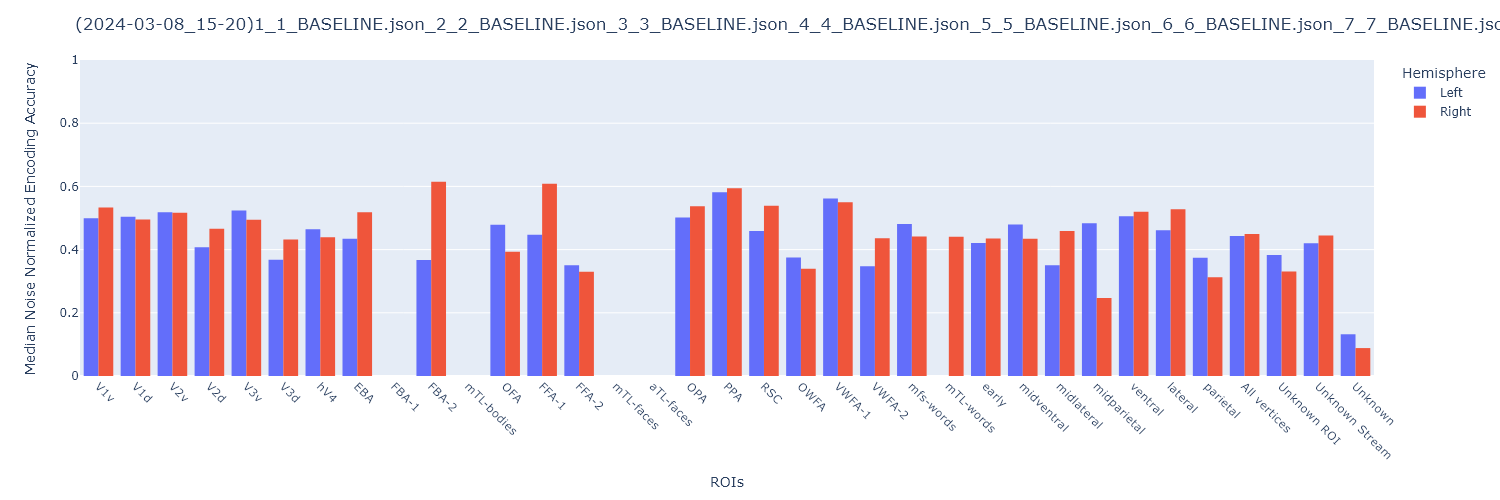 (2024-03-08_15-20)1_1_BASELINE.json_2_2_BASELINE.json_3_3_BASELINE.json_4_4_BASELINE.json_5_5_BASELINE.json_6_6_BASELINE.json_7_7_BASELINE.jsc
Hemisphere
Left
Right
Median Noise Normalized Encoding Accuracy
1
0.8
0.6
0.4
0.2
0
V1v
V1d
V2v
V2d
V3v
V3d
hV4
EBA
FBA-1
FBA-2
mTL-bodies
OFA
FFA-1
FFA-2
mTL-faces
aTL-faces
OPA
PPA
RSC
OWFA
VWFA-1
VWFA-2
mfs-words
mTL-words
early
midventral
midlateral
midparietal
ventral
lateral
parietal
All vertices
Unknown ROI
Unknown Stream
Unknown
ROIs